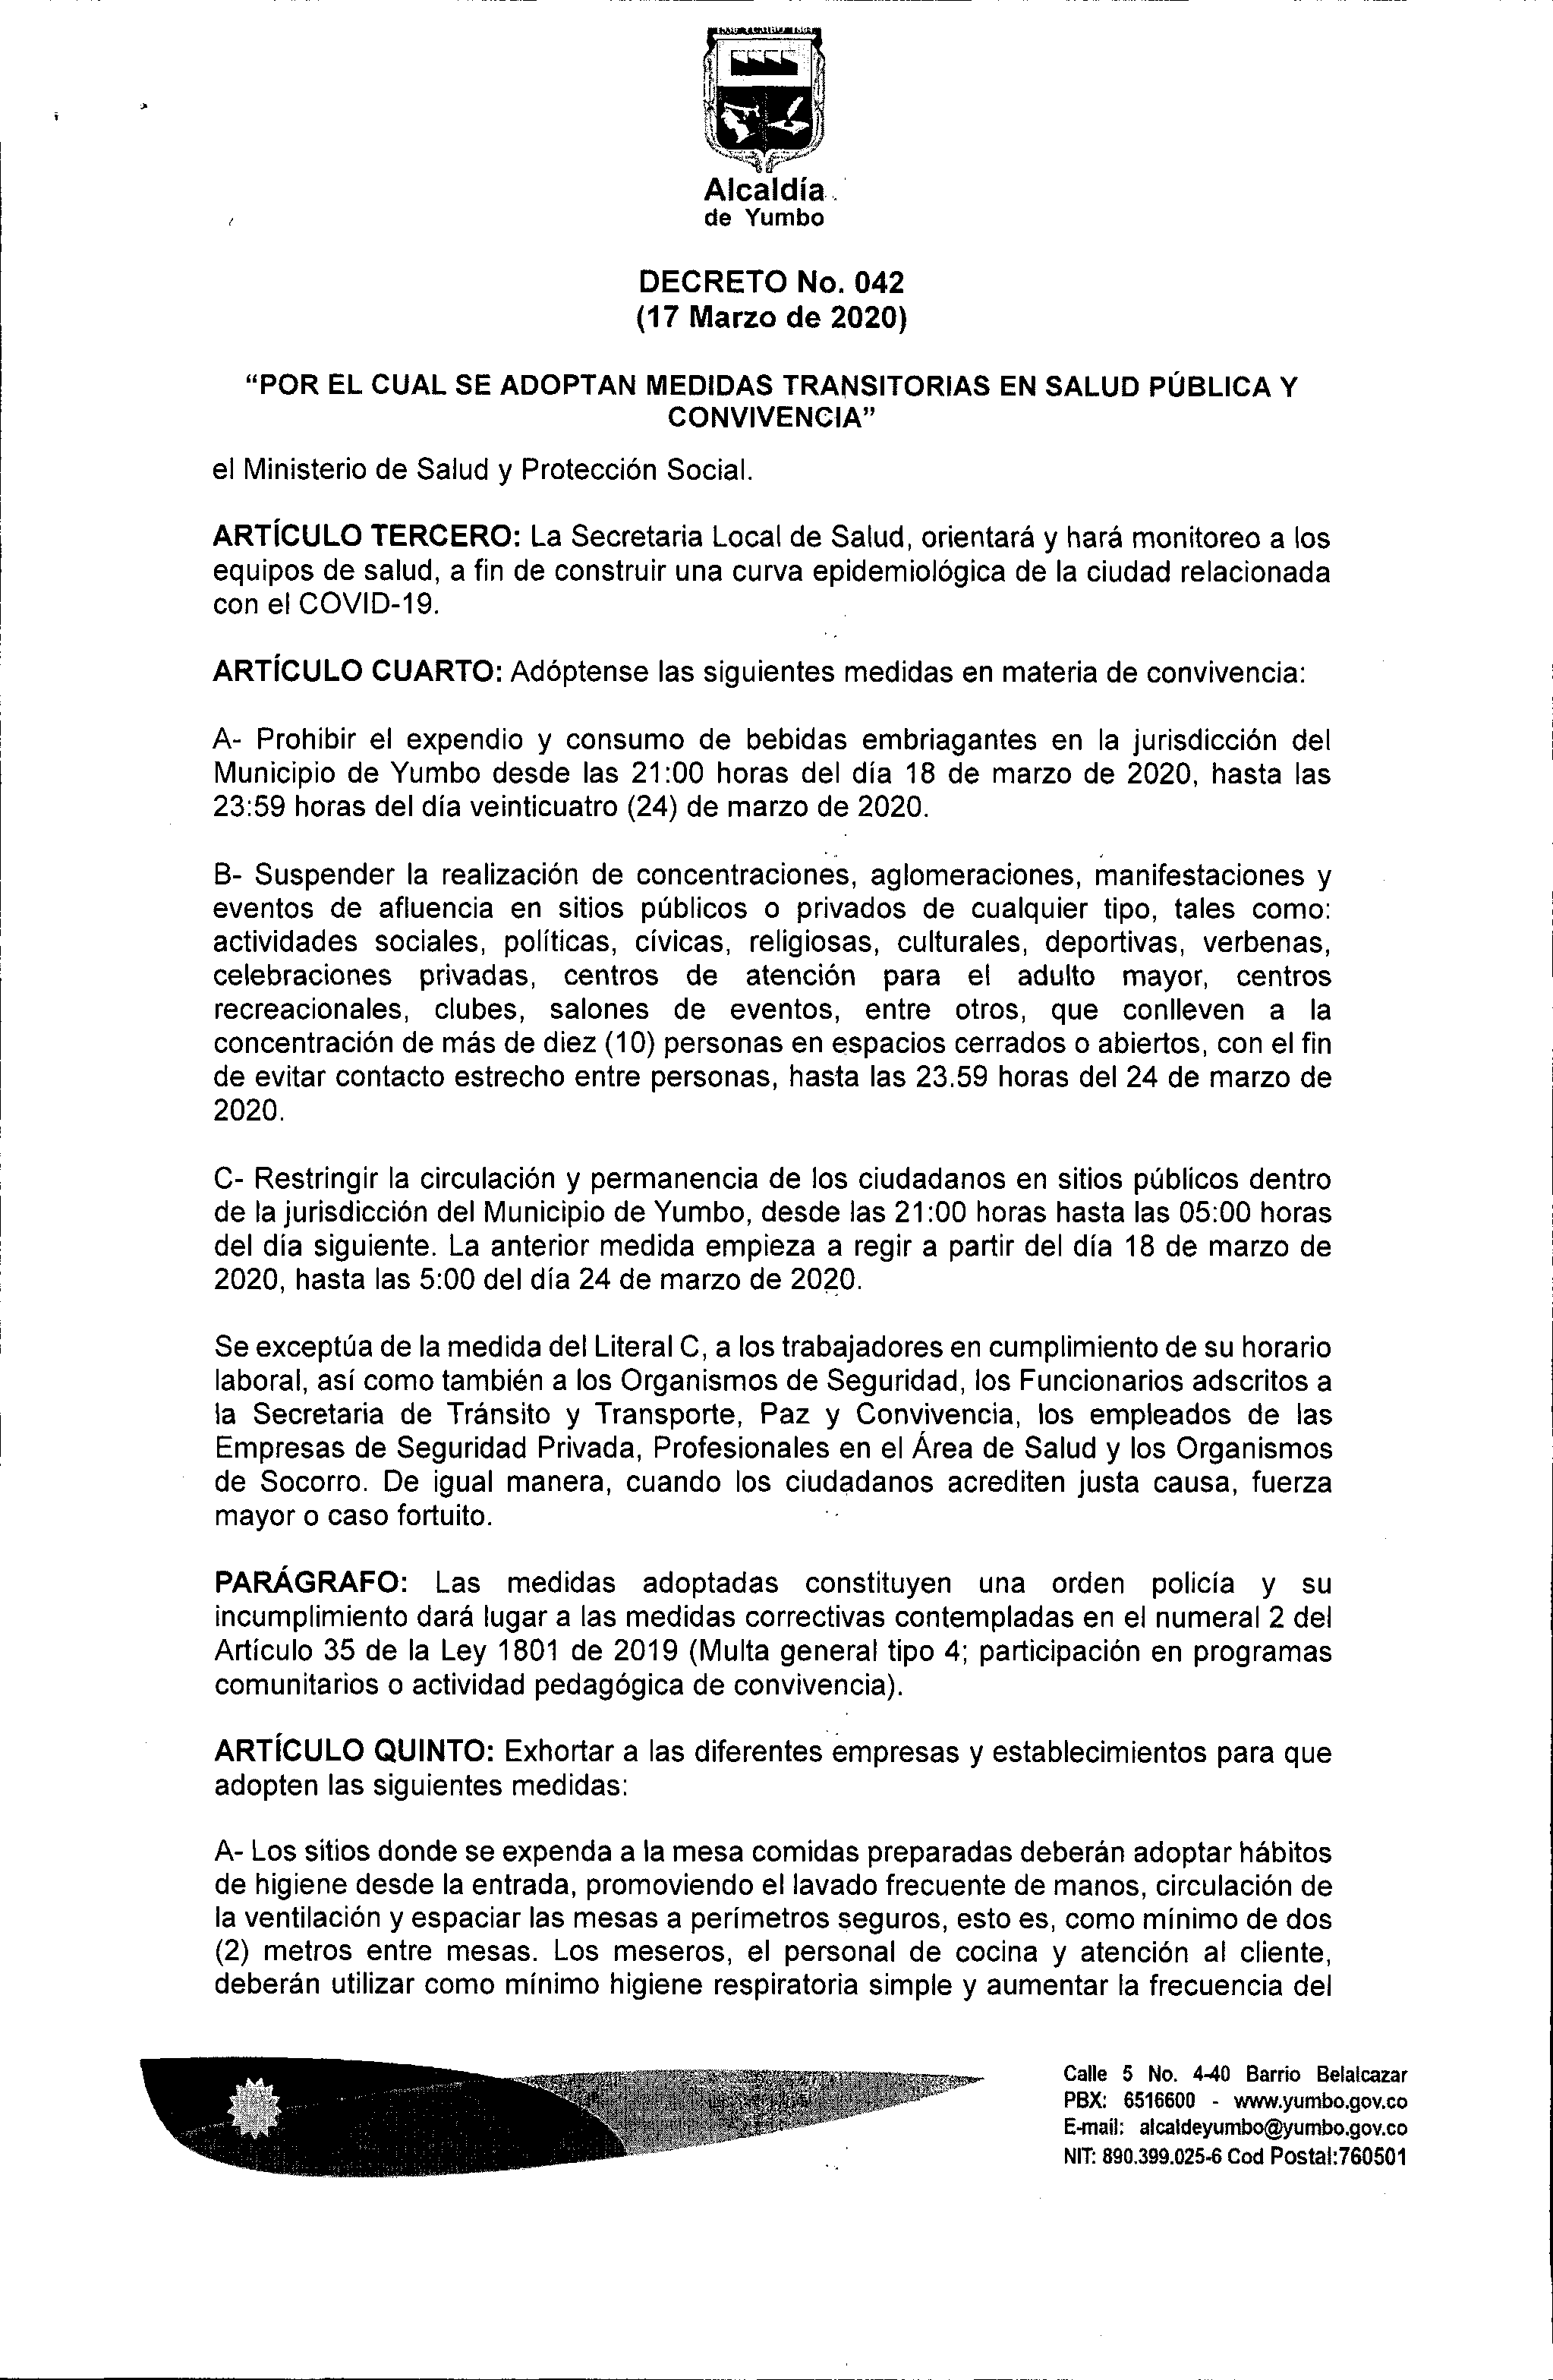 Alcaldía
de Yumbo
DECRETO No. 042
(17 Marzo de 2020)
“POR EL CUAL SE ADOPTAN MEDIDAS TRANSITORIAS EN SALUD PÚBLICA Y
CONVIVENCIA”
el Ministerio de Salud y Protección Social.
ARTÍCULO TERCERO: La Secretaria Local de Salud, orientará y hará monitoreo a los
equipos de salud, a fin de construir una curva epidemiológica de la ciudad relacionada
con el COVID-19.
ARTÍCULO CUARTO: Adóptense las siguientes medidas en materia de convivencia:
A- Prohibir el expendio y consumo de bebidas embriagantes en la jurisdicción del
Municipio de Yumbo desde las 21:00 horas del día 18 de marzo de 2020, hasta las
23:59 horas del día veinticuatro (24) de marzo de 2020.
B- Suspender la realización de concentraciones, aglomeraciones, manifestaciones y
eventos de afluencia en sitios públicos o privados de cualquier tipo, tales como:
actividades sociales, políticas, cívicas, religiosas, culturales, deportivas, verbenas,
celebraciones privadas, centros de atención para el adulto mayor, centros
recreacionales, clubes, salones de eventos, entre otros, que conlleven a la
concentración de más de diez (10) personas en espacios cerrados o abiertos, con el fin
de evitar contacto estrecho entre personas, hasta las 23.59 horas del 24 de marzo de
2020.
C- Restringir la circulación y permanencia de los ciudadanos en sitios públicos dentro
de la jurisdicción del Municipio de Yumbo, desde las 21:00 horas hasta las 05:00 horas
del día siguiente. La anterior medida empieza a regir a partir del día 18 de marzo de
2020, hasta las 5:00 del día 24 de marzo de 2020.
Se exceptúa de la medida del Literal C, a los trabajadores en cumplimiento de su horario
laboral, así como también a los Organismos de Seguridad, los Funcionarios adscritos a
la Secretaria de Tránsito y Transporte, Paz y Convivencia, los empleados de las
Empresas de Seguridad Privada, Profesionales en el Área de Salud y los Organismos
de Socorro. De igual manera, cuando los ciudadanos acrediten justa causa, fuerza
mayor o caso fortuito.
PARÁGRAFO: Las medidas adoptadas constituyen una orden policía y su
incumplimiento dará lugar a las medidas correctivas contempladas en el numeral 2 del
Artículo 35 de la Ley 1801 de 2019 (Multa general tipo 4; participación en programas
comunitarios o actividad pedagógica de convivencia).
ARTÍCULO QUINTO: Exhortar a las diferentes empresas y establecimientos para que
adopten las siguientes medidas:
A- Los sitios donde se expenda a la mesa comidas preparadas deberán adoptar hábitos
de higiene desde la entrada, promoviendo el lavado frecuente de manos, circulación de
la ventilación y espaciar las mesas a perímetros seguros, esto es, como mínimo de dos
(2) metros entre mesas. Los meseros, el personal de cocina y atención al cliente,
deberán utilizar como mínimo higiene respiratoria simple y aumentar la frecuencia del
Calle 5 No. 4-40 Barrio Belalcazar
PBX: 6516600 - www.yumbo.gov.co
E-mail: alcaldeyumbo@yumbo.gov.co
NIT: 890.399.025-6 Cod Postal:760501